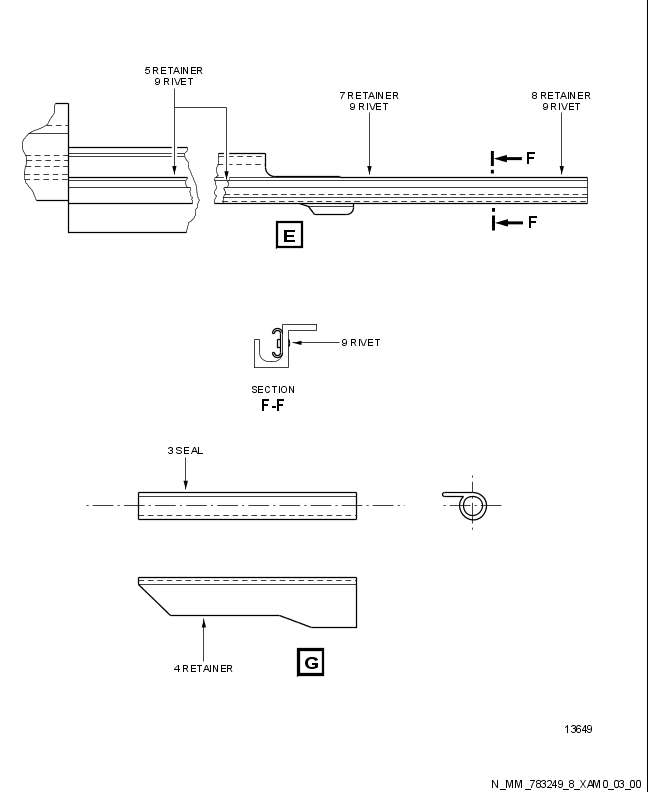 5 RETAINER
9 RIVET
7 RETAINER
9 RIVET
8 RETAINER
9 RIVET
F
F
E
9 RIVET
SECTION
F-F
3 SEAL
4 RETAINER
G
13649
N_MM_783249_8_XAM0_03_00